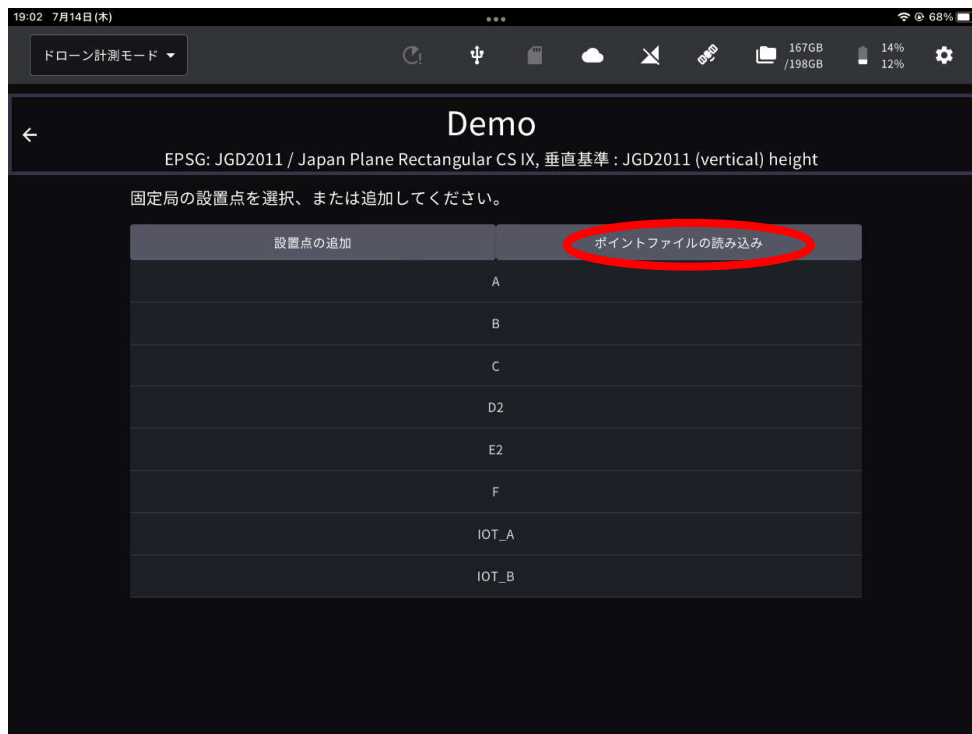 19:02 7月14日(木)
68%
ドローン計測モード
167GB
/198GB
14%
12%
Demo
EPSG: JGD2011 / Japan Plane Rectangular CS IX, 垂直基準 : JGD2011 (vertical) height
固定局の設置点を選択、または追加してください。
設置点の追加
ポイントファイルの読み込み
A
B
C
D2
E2
F
IOT_A
IOT_B